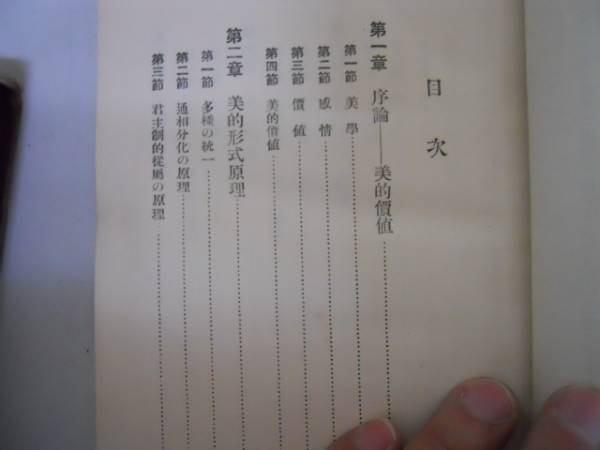 目次
第一章 序論——美的價値
第一節 美學
第二節 感情
第三節 價値
第四節 美的價値
第二章 美的形式原理
第一節 多樣の統一
第二節 通相分化の原理
第三節 君主制的從屬の原理